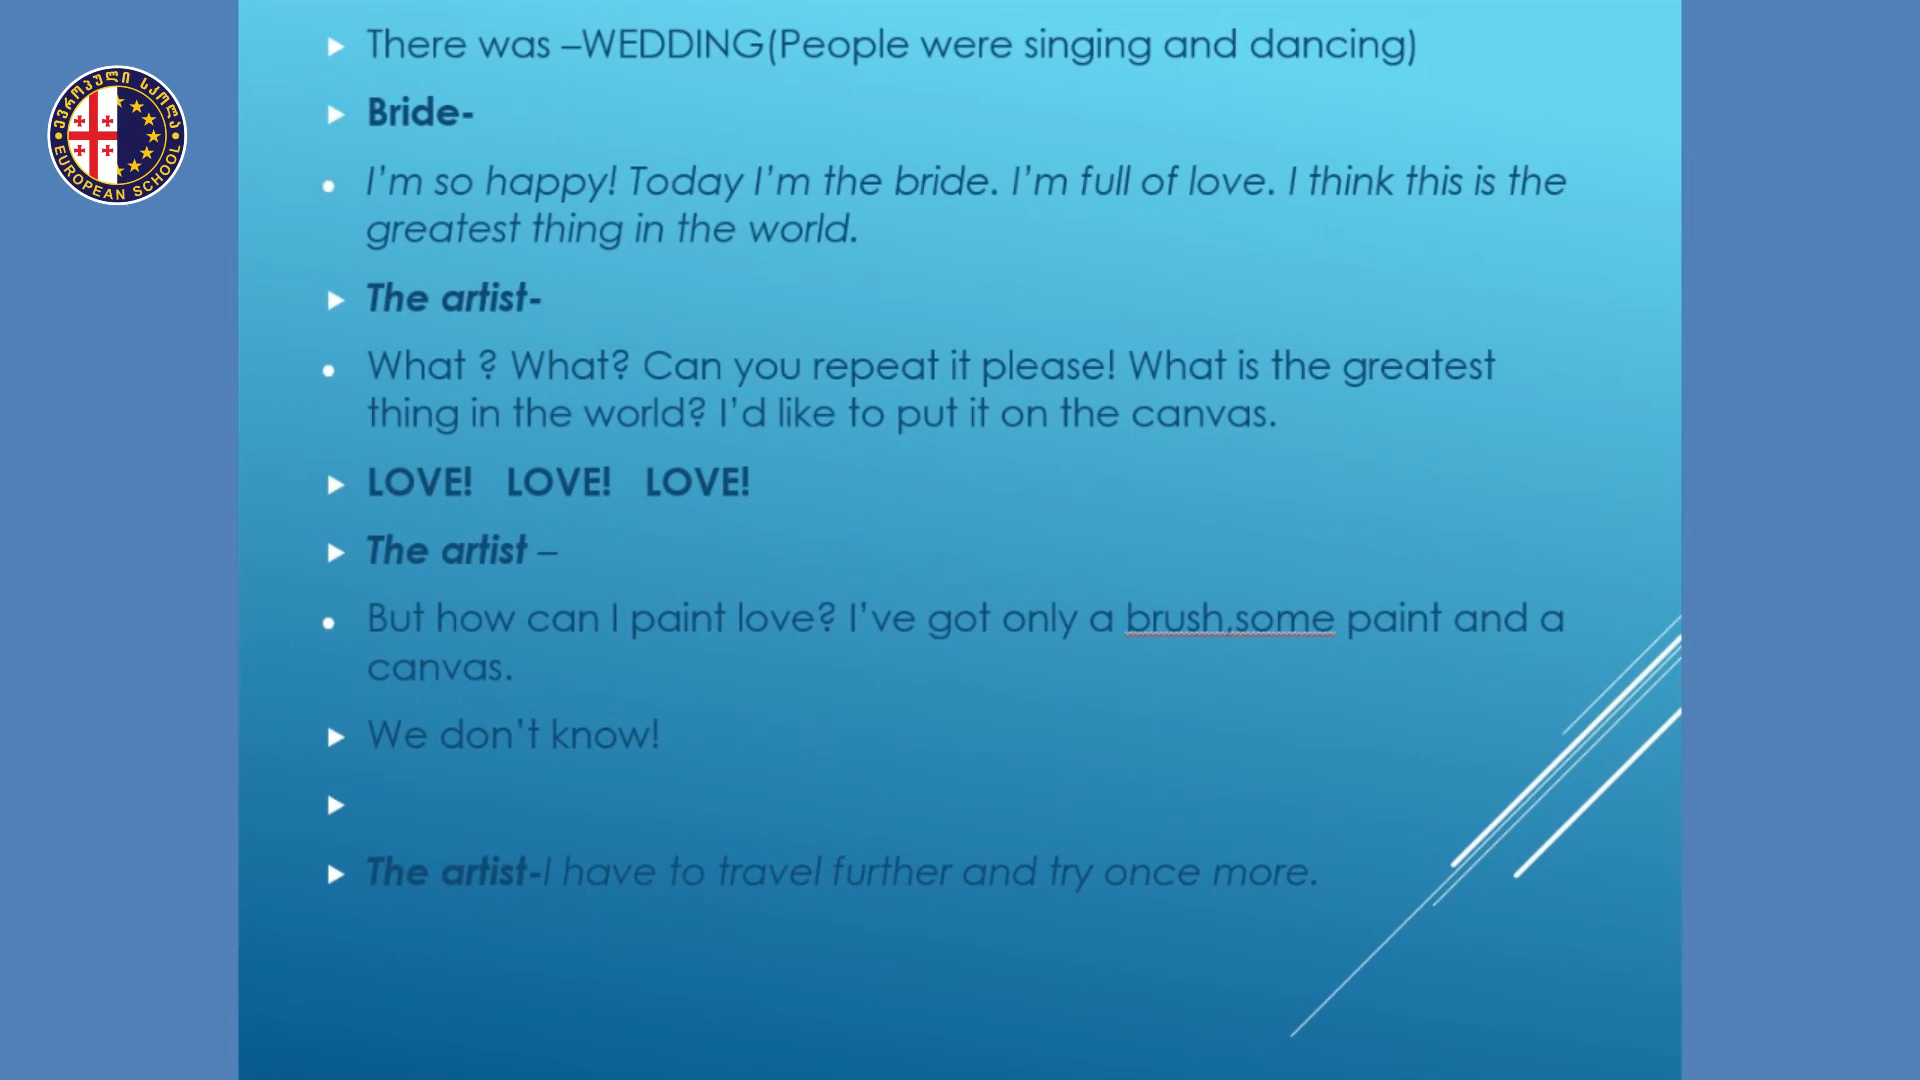 ევროპული სკოლა
EUROPEAN SCHOOL
There was –WEDDING(People were singing and dancing)
Bride-
I'm so happy! Today I'm the bride. I'm full of love. I think this is the
greatest thing in the world.
The artist-
What ? What? Can you repeat it please! What is the greatest
thing in the world? I'd like to put it on the canvas.
LOVE! LOVE! LOVE!
The artist –
But how can I paint love? I've got only a brush,some paint and a
canvas.
We don't know!
The artist-I have to travel further and try once more.